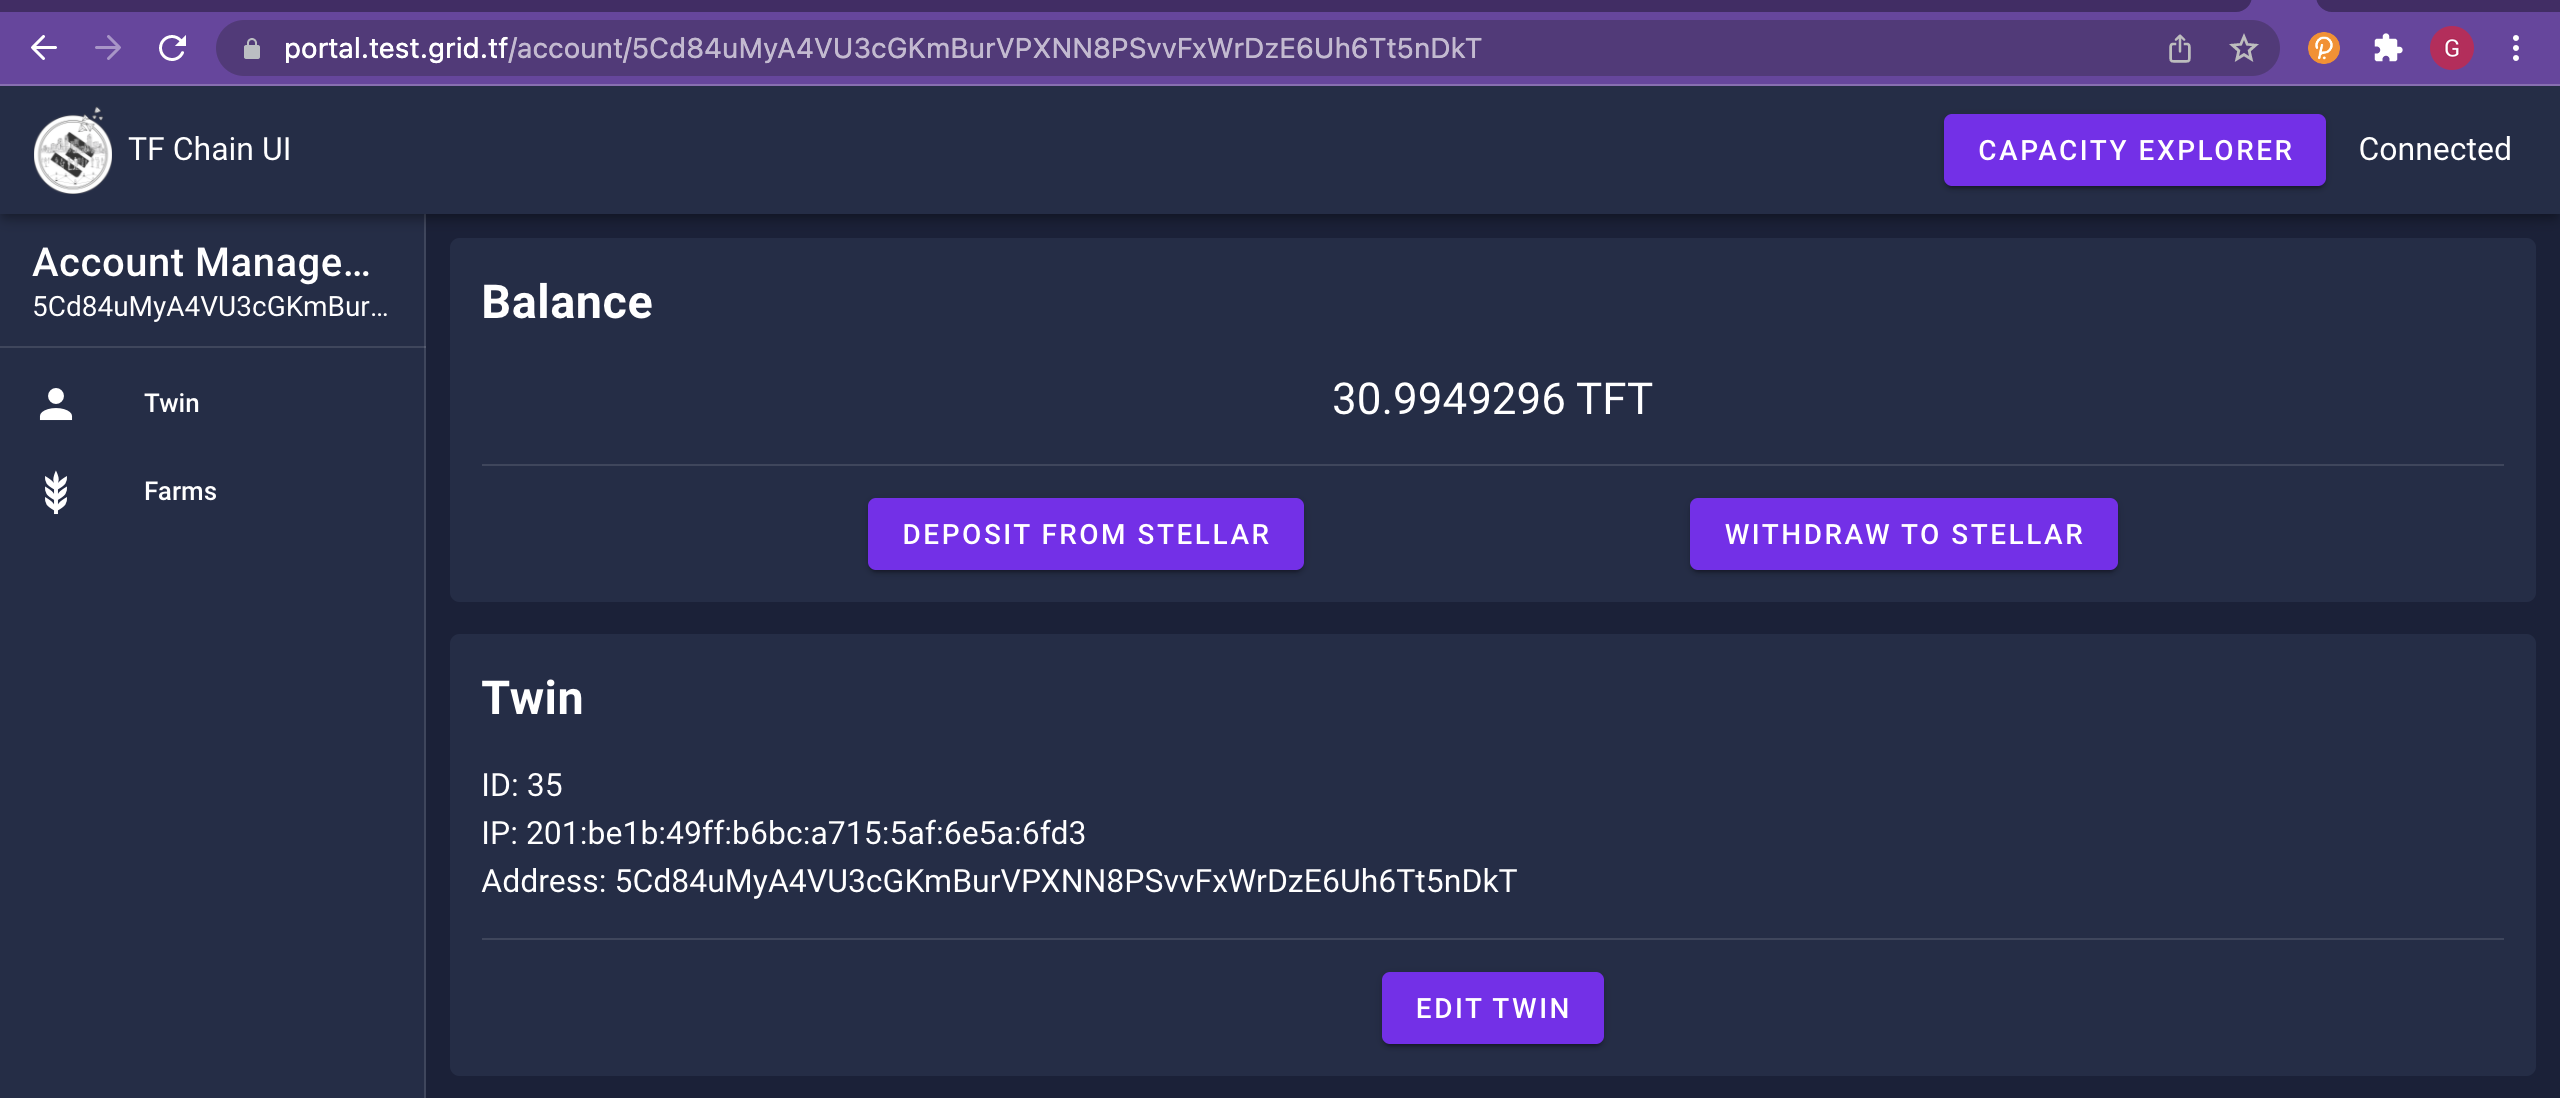 portal.test.grid.tf/account/5Cd84uMyA4VU3cGKmBurVPXNN8PSvvFxWrDzE6Uh6Tt5nDkT
G
TF Chain UI
CAPACITY EXPLORER
Connected
Account Manage...
5Cd84uMyA4VU3cGKmBur...
Twin
Farms
Balance
30.9949296 TFT
DEPOSIT FROM STELLAR
WITHDRAW TO STELLAR
Twin
ID: 35
IP: 201:be1b:49ff:b6bc:a715:5af:6e5a:6fd3
Address: 5Cd84uMyA4VU3cGKmBurVPXNN8PSvvFxWrDzE6Uh6Tt5nDkT
EDIT TWIN